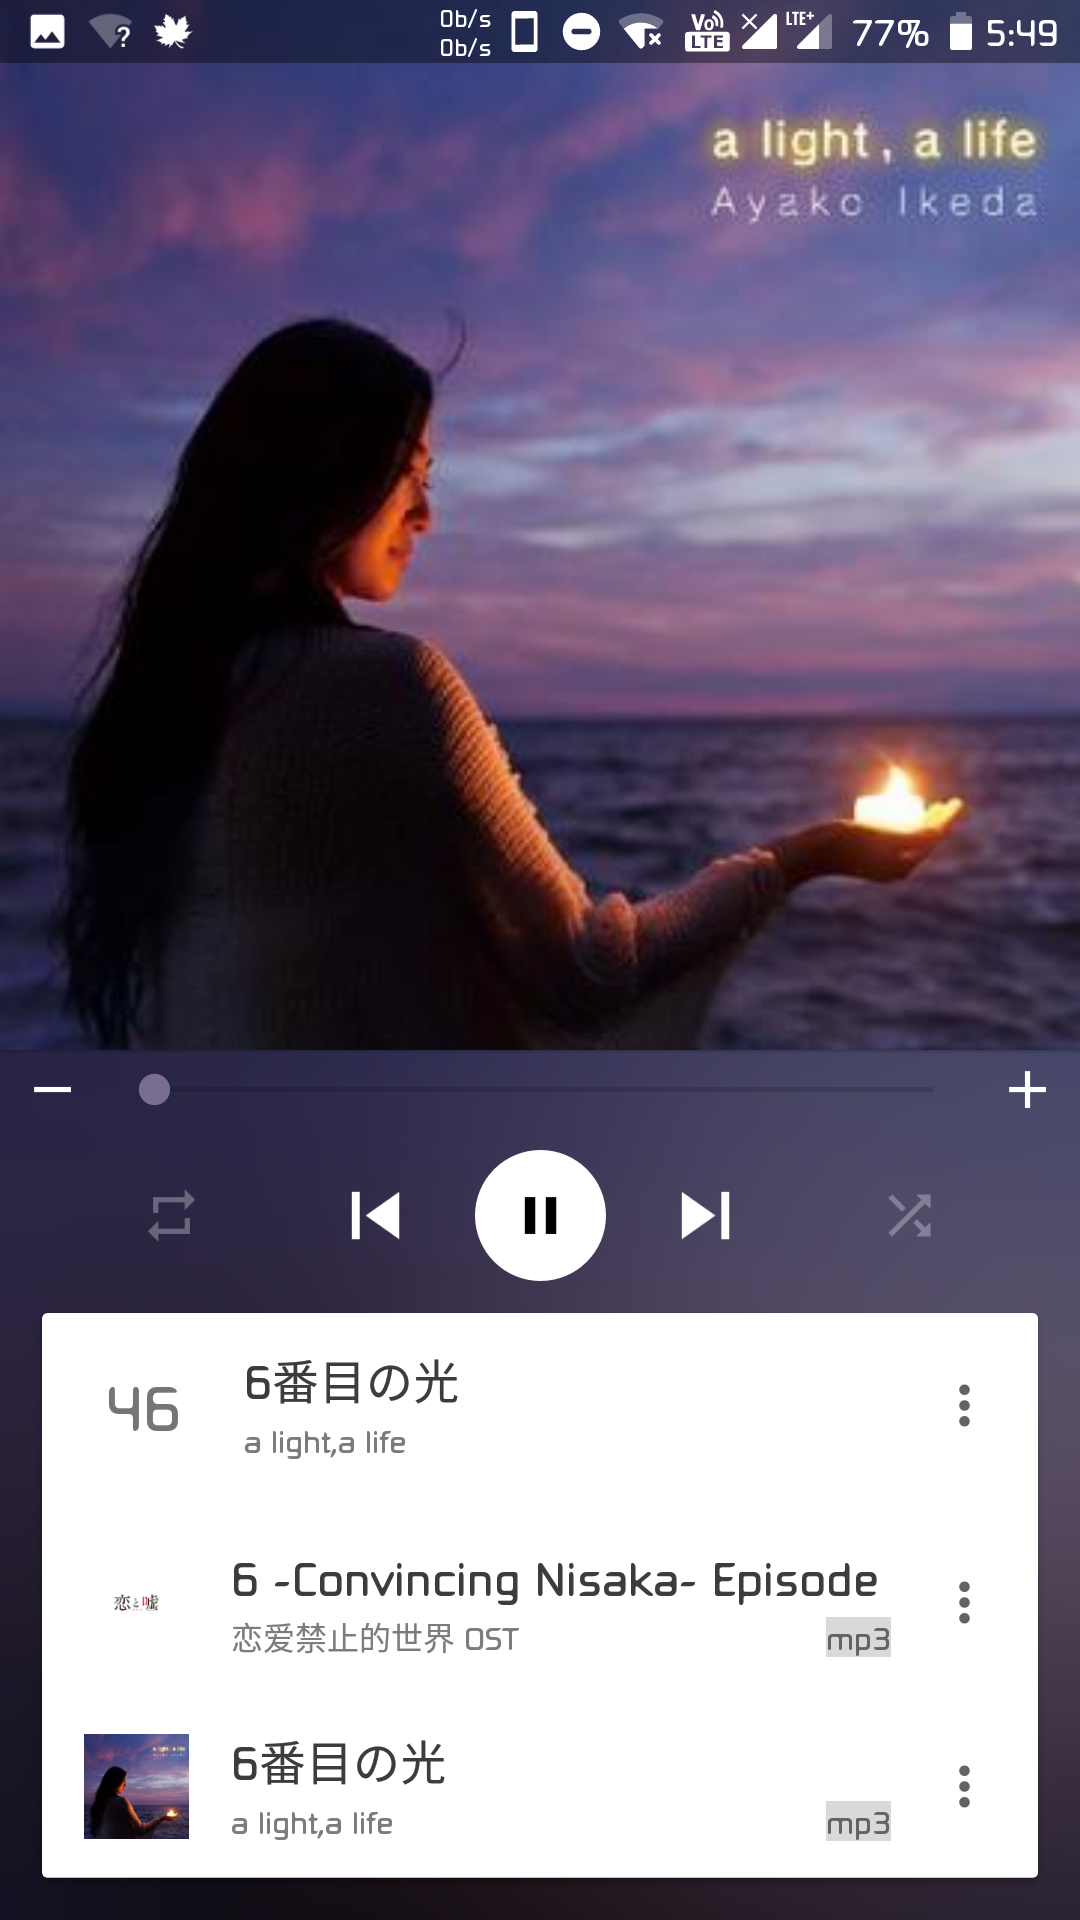 0b/s
0b/s
Vo
LTE
LTE+
77%
5:49
a light, a life
Ayako Ikeda
46
6番目の光
a light,a life
恋と嘘
6 -Convincing Nisaka- Episode
恋爱禁止的世界 OST
mp3
6番目の光
a light,a life
mp3